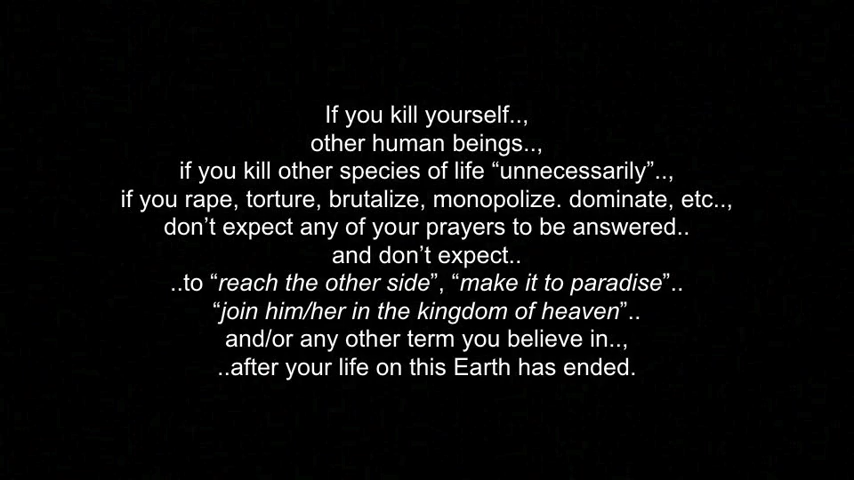 If you kill yourself..,
other human beings..,
if you kill other species of life “unnecessarily”..,
if you rape, torture, brutalize, monopolize. dominate, etc..,
don’t expect any of your prayers to be answered..
and don’t expect..
..to “reach the other side”, “make it to paradise”..
“join him/her in the kingdom of heaven”..
and/or any other term you believe in..,
..after your life on this Earth has ended.